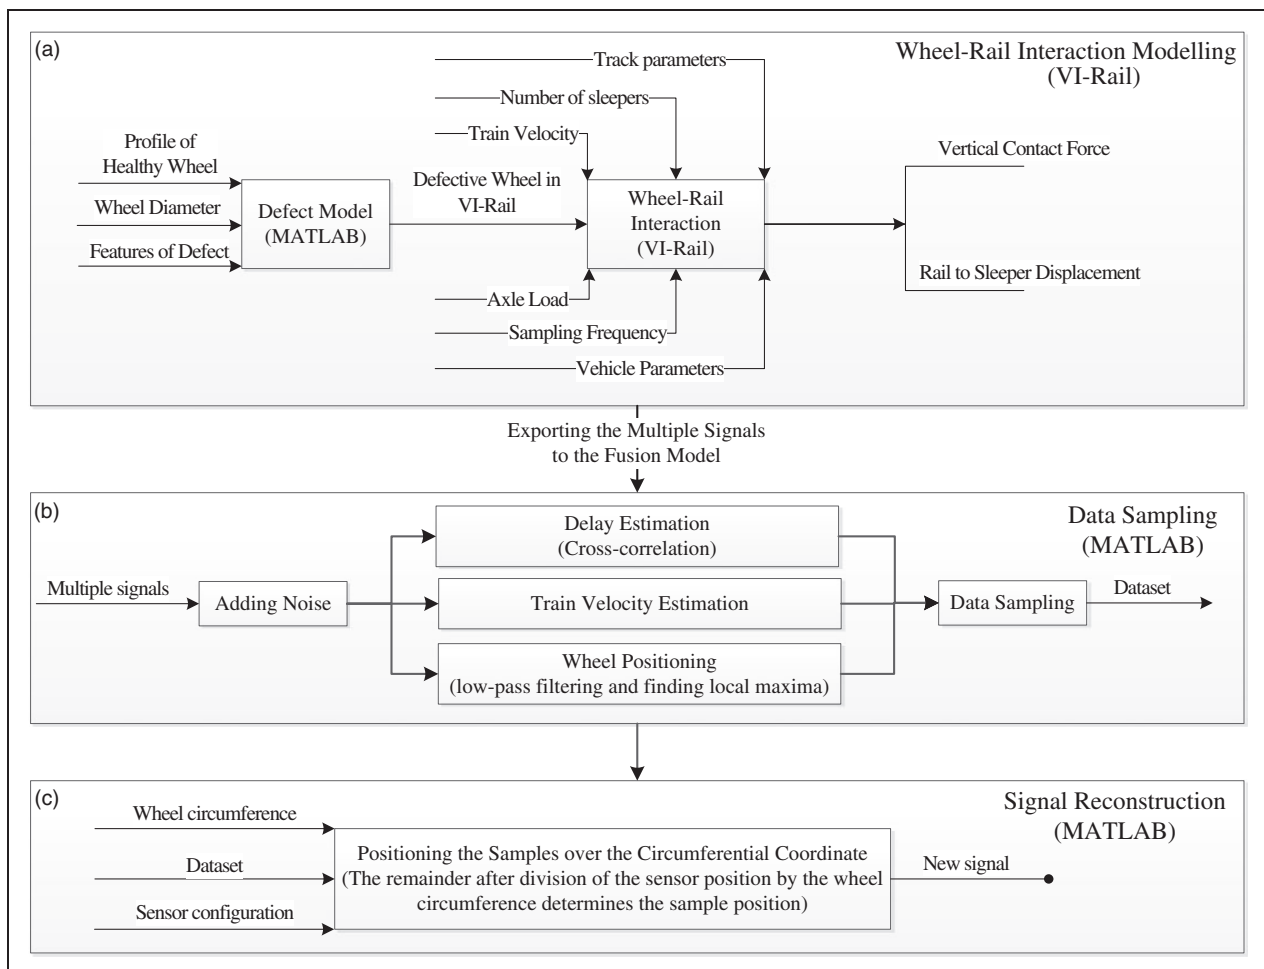 (a)
Wheel-Rail Interaction Modelling
(VI-Rail)
Track parameters
Number of sleepers
Train Velocity
Profile of
Healthy Wheel
Wheel Diameter
Features of Defect
Defect Model
(MATLAB)
Defective Wheel in
VI-Rail
Wheel-Rail
Interaction
(VI-Rail)
Vertical Contact Force
Rail to Sleeper Displacement
Axle Load
Sampling Frequency
Vehicle Parameters
Exporting the Multiple Signals
to the Fusion Model
(b)
Data Sampling
(MATLAB)
Multiple signals
Adding Noise
Delay Estimation
(Cross-correlation)
Train Velocity Estimation
Wheel Positioning
(low-pass filtering and finding local maxima)
Data Sampling
Dataset
(c)
Signal Reconstruction
(MATLAB)
Wheel circumference
Dataset
Sensor configuration
Positioning the Samples over the Circumferential Coordinate
(The remainder after division of the sensor position by the wheel
circumference determines the sample position)
New signal